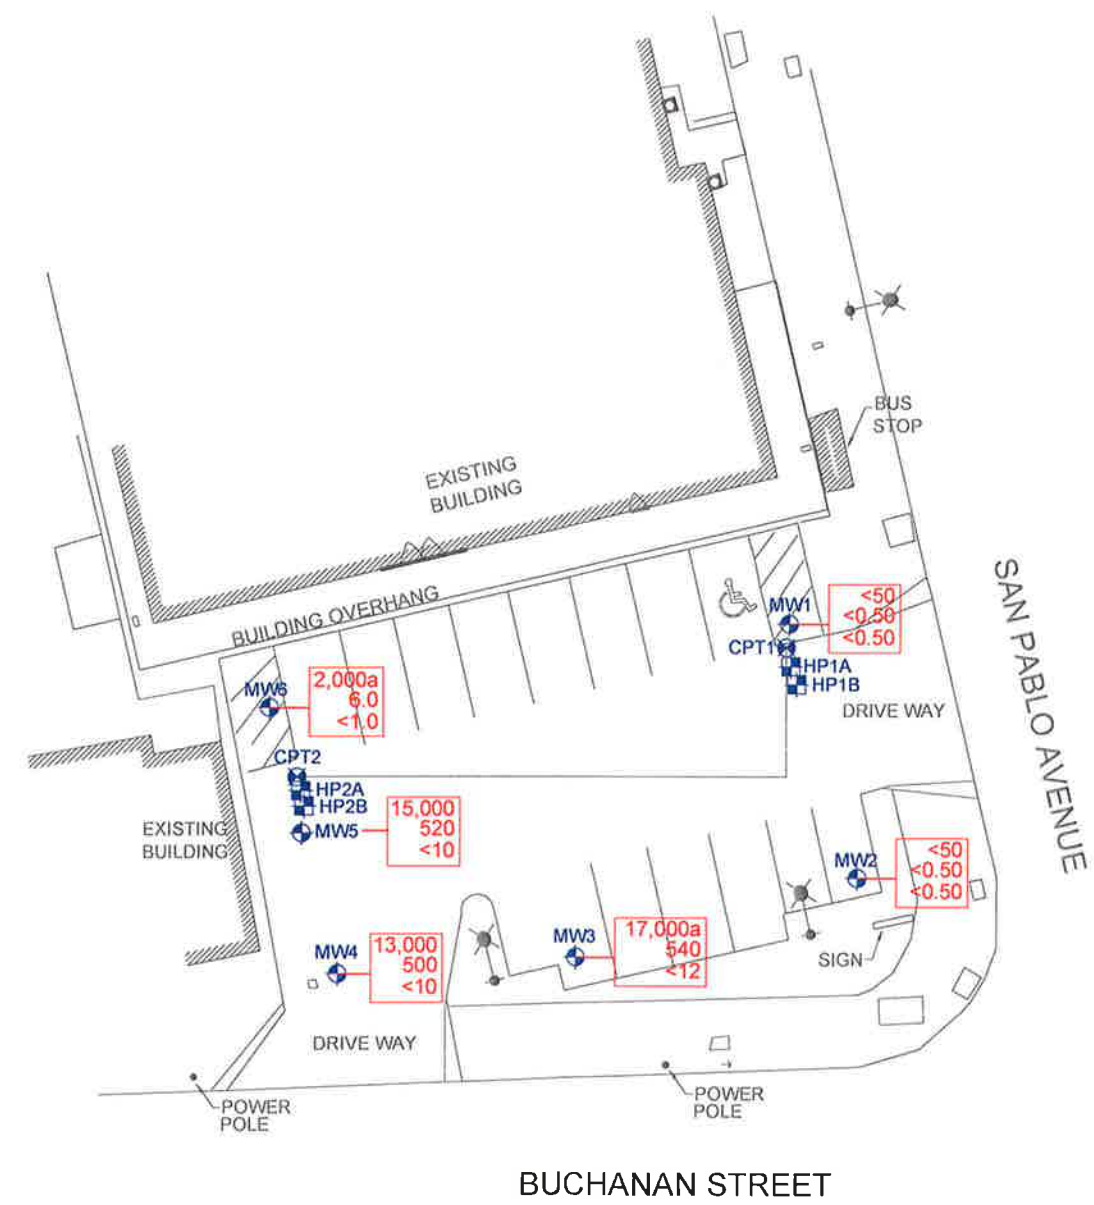 BUS
STOP
EXISTING
BUILDING
SAN PABLO AVENUE
BUILDING OVERHANG
MW1
<50
<0.50
<0.50
CPT1
HP1A
HP1B
DRIVE WAY
MW6
2,000a
6.0
<1.0
CPT2
HP2A
HP2B
MW5
15,000
520
<10
EXISTING
BUILDING
MW2
<50
<0.50
<0.50
MW3
17,000a
540
<12
SIGN
MW4
13,000
500
<10
DRIVE WAY
POWER
POLE
POWER
POLE
BUCHANAN STREET